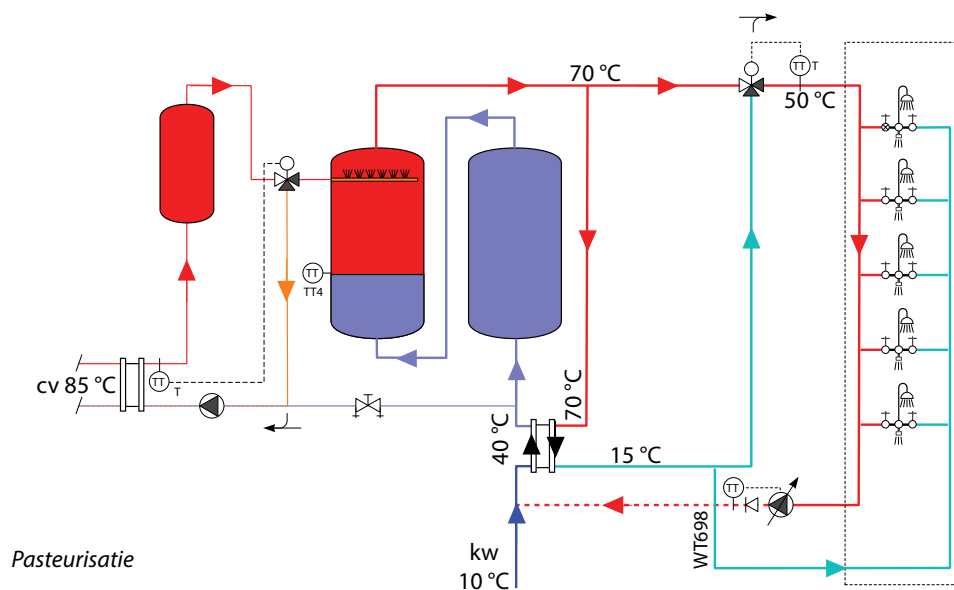 70 °C
TT
T
50 °C
TT
TT4
cv 85 °C
TT
T
70 °C
40 °C
15 °C
TT
WT698
kw
10 °C
Pasteurisatie